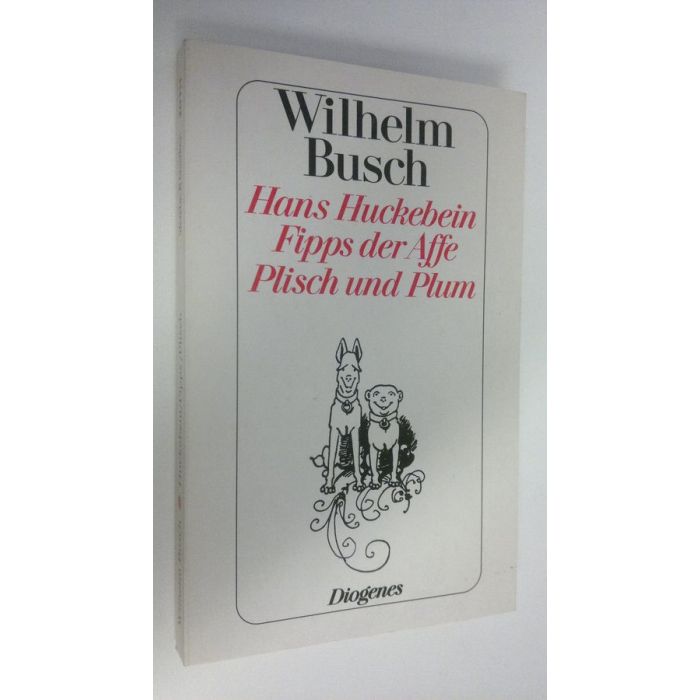 Wilhelm
Busch
Hans Huckebein
Fipps der Affe
Plisch und Plum
Diogenes